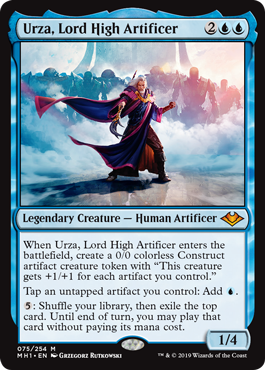 Urza, Lord High Artificer 2
Legendary Creature — Human Artificer
When Urza, Lord High Artificer enters the
battlefield, create a 0/0 colorless Construct
artifact creature token with “This creature
gets +1/+1 for each artifact you control.”
Tap an untapped artifact you control: Add .
5: Shuffle your library, then exile the
top card. Until end of turn, you may play
that card without paying its mana cost.
1/4
075/254 M
MH1 • EN Grzegorz Rutkowski ™ & © 2019 Wizards of the Coast